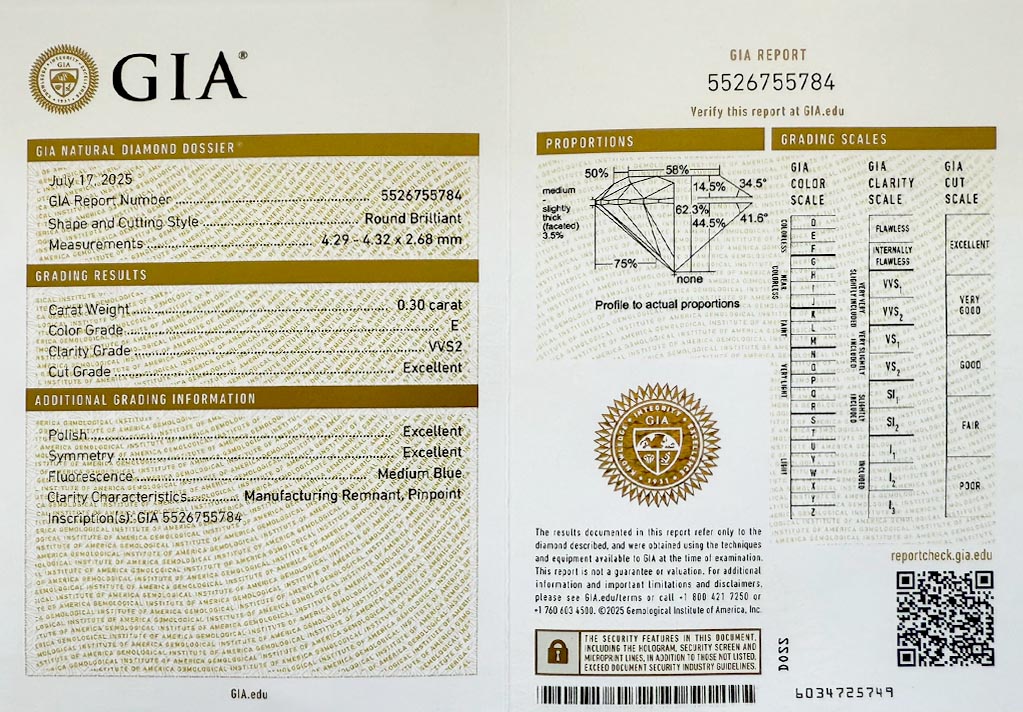 GIA®
GIA NATURAL DIAMOND DOSSIER®
July 17, 2025
GIA Report Number 5526755784
Shape and Cutting Style Round Brilliant
Measurements 4.29 - 4.32 x 2.68 mm
GRADING RESULTS
Carat Weight 0.30 carat
Color Grade E
Clarity Grade VVS2
Cut Grade Excellent
ADDITIONAL GRADING INFORMATION
Polish Excellent
Symmetry Excellent
Fluorescence Medium Blue
Clarity Characteristics Manufacturing Remnant, Pinpoint
Inscription(s): GIA 5526755784
GIA.edu
GIA REPORT
5526755784
Verify this report at GIA.edu
PROPORTIONS
50%
58%
14.5%
34.5°
medium
-
slightly
thick
(faceted)
3.5%
62.3%
44.5%
41.6°
75%
none
Profile to actual proportions
GIA
1931
The results documented in this report refer only to the
diamond described, and were obtained using the techniques
and equipment available to GIA at the time of examination.
This report is not a guarantee or valuation. For additional
information and important limitations and disclaimers,
please see GIA.edu/terms or call +1 800 421 7250 or
+1 760 603 4500. ©2025 Gemological Institute of America, Inc.
THE SECURITY FEATURES IN THIS DOCUMENT,
INCLUDING THE HOLOGRAM, SECURITY SCREEN AND
MICROPRINT LINES, IN ADDITION TO THOSE NOT LISTED,
EXCEED DOCUMENT SECURITY INDUSTRY GUIDELINES.
GRADING SCALES
GIA
COLOR
SCALE
COLORLESS
D
E
F
NEAR
COLORLESS
G
H
I
J
FAINT
K
L
M
VERY LIGHT
N
O
P
Q
R
LIGHT
S
T
U
V
W
X
Y
Z
GIA
CLARITY
SCALE
FLAWLESS
INTERNALLY
FLAWLESS
VERY VERY
SLIGHTLY INCLUDED
VVS1
VVS2
VERY SLIGHTLY
INCLUDED
VS1
VS2
SLIGHTLY
INCLUDED
SI1
SI2
INCLUDED
I1
I2
I3
GIA
CUT
SCALE
EXCELLENT
VERY
GOOD
GOOD
FAIR
POOR
reportcheck.gia.edu
DO22
6034725749